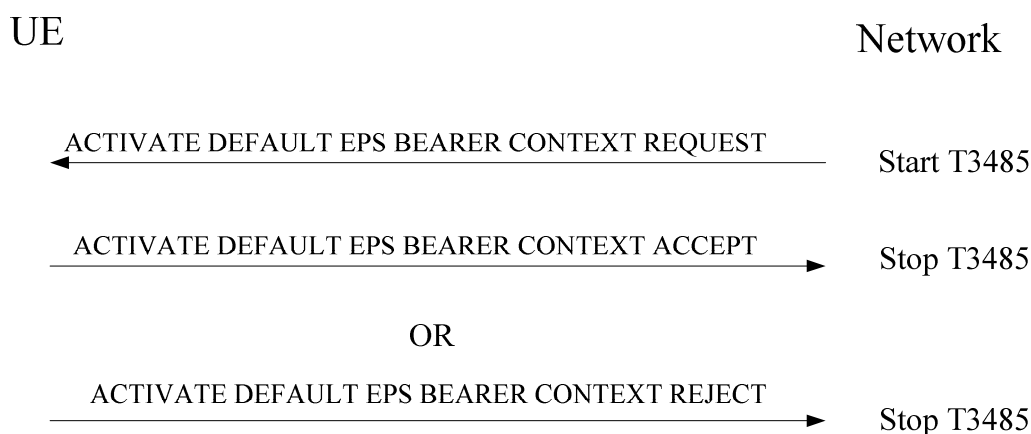 UE
Network
ACTIVATE DEFAULT EPS BEARER CONTEXT REQUEST
Start T3485
ACTIVATE DEFAULT EPS BEARER CONTEXT ACCEPT
Stop T3485
OR
ACTIVATE DEFAULT EPS BEARER CONTEXT REJECT
Stop T3485